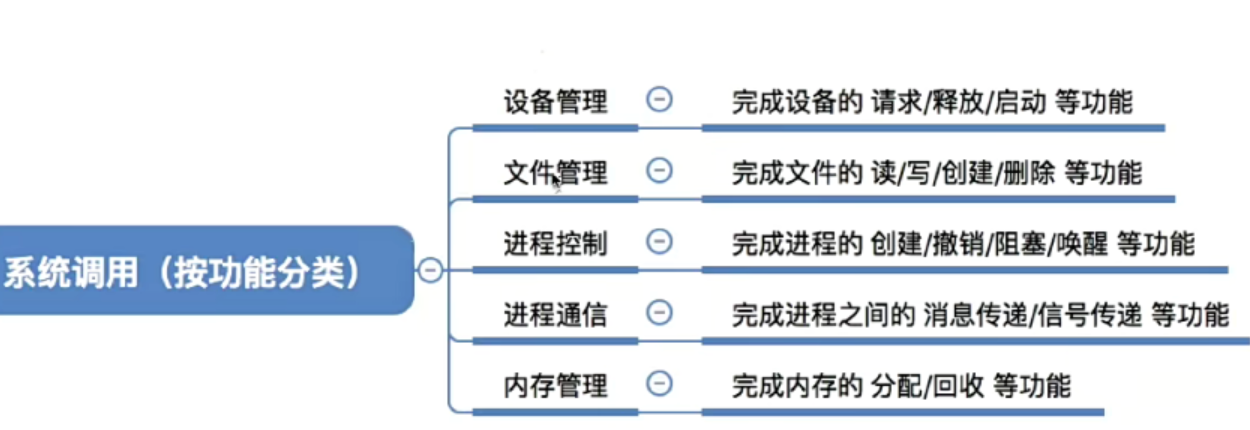 设备管理 完成设备的 请求/释放/启动 等功能
文件管理 完成文件的 读/写/创建/删除 等功能
进程控制 完成进程的 创建/撤销/阻塞/唤醒 等功能
系统调用（按功能分类）
进程通信 完成进程之间的 消息传递/信号传递 等功能
内存管理 完成内存的 分配/回收 等功能